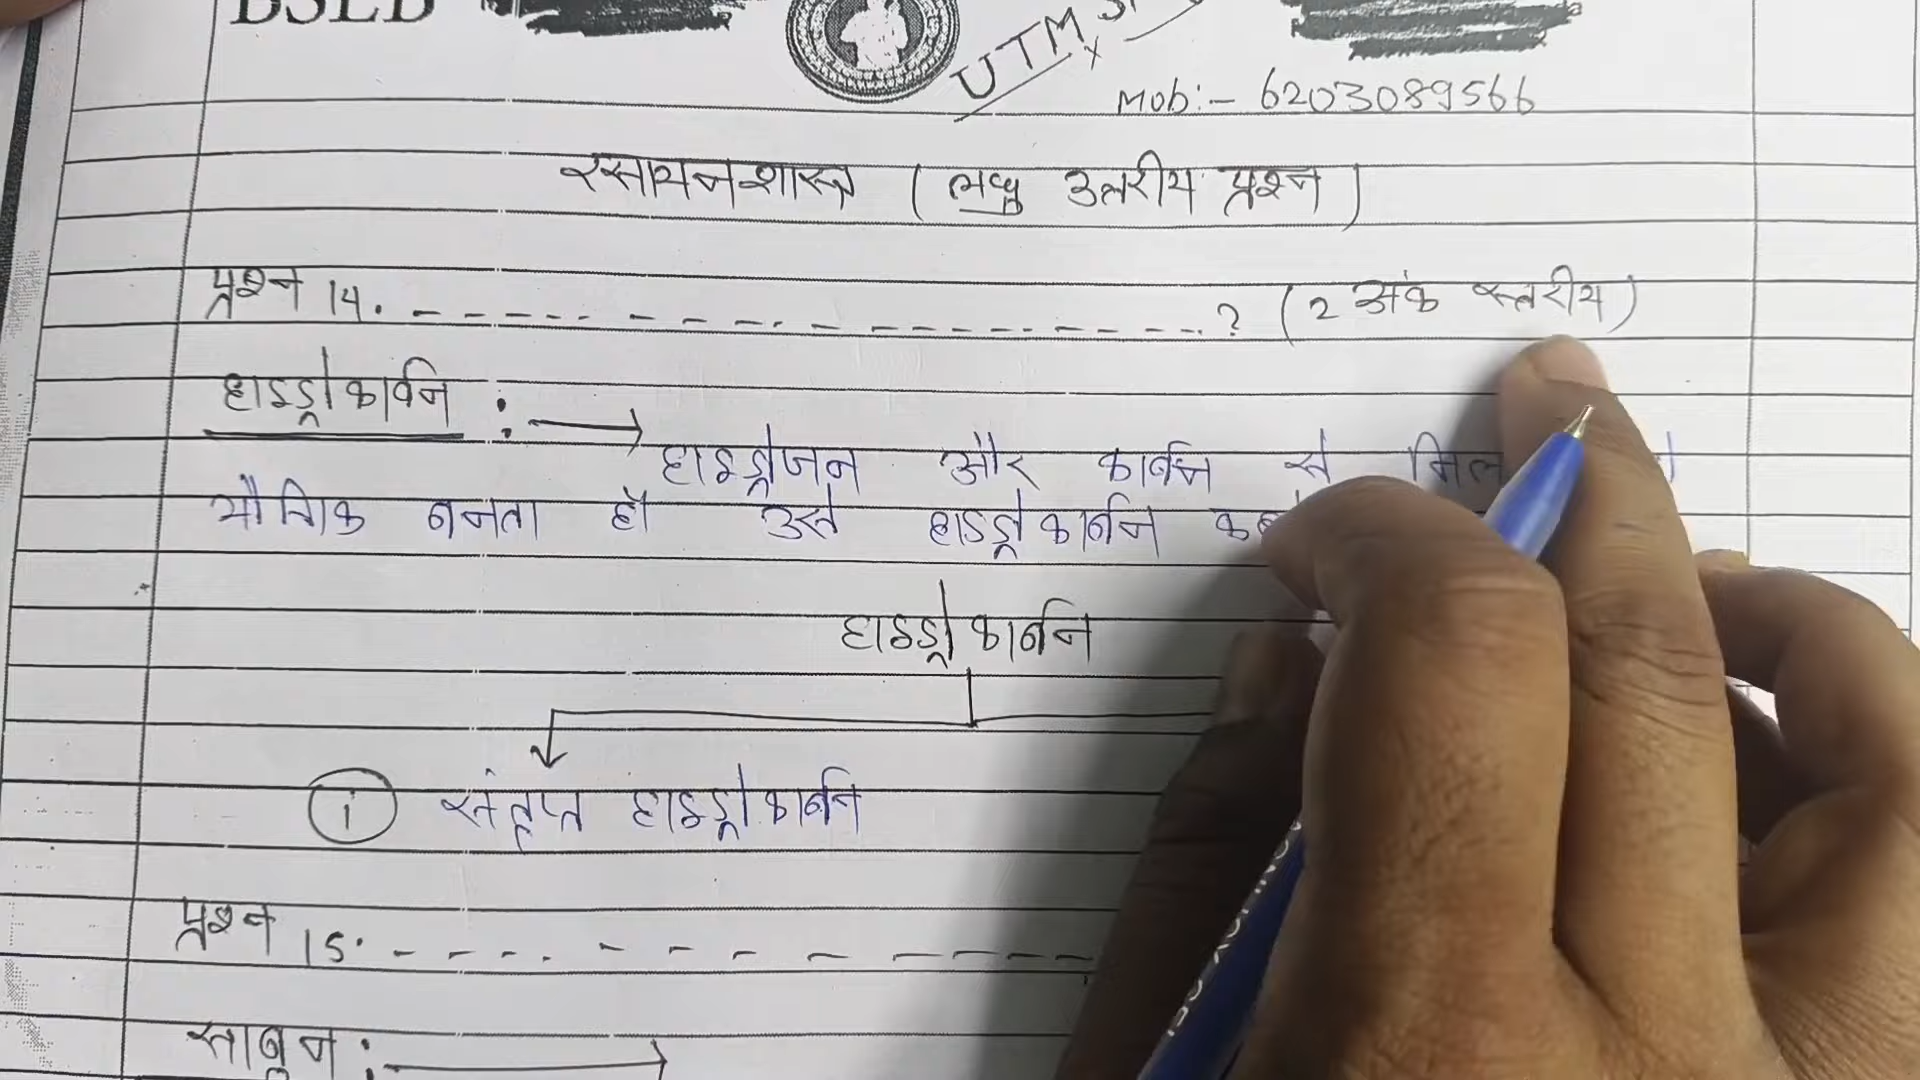 UTM
Mob:- 6203089566
रसायनशास्त्र (लघु उत्तरीय प्रश्न)
प्रश्न 14. ? (2 अंक स्तरीय)
हाइड्रोकार्बन :→
हाइड्रोजन और कार्बन से
यौगिक बनता है उसे हाइड्रोकार्बन
हाइड्रोकार्बन
1 संतृप्त हाइड्रोकार्बन
प्रश्न 15.
साबुन :→